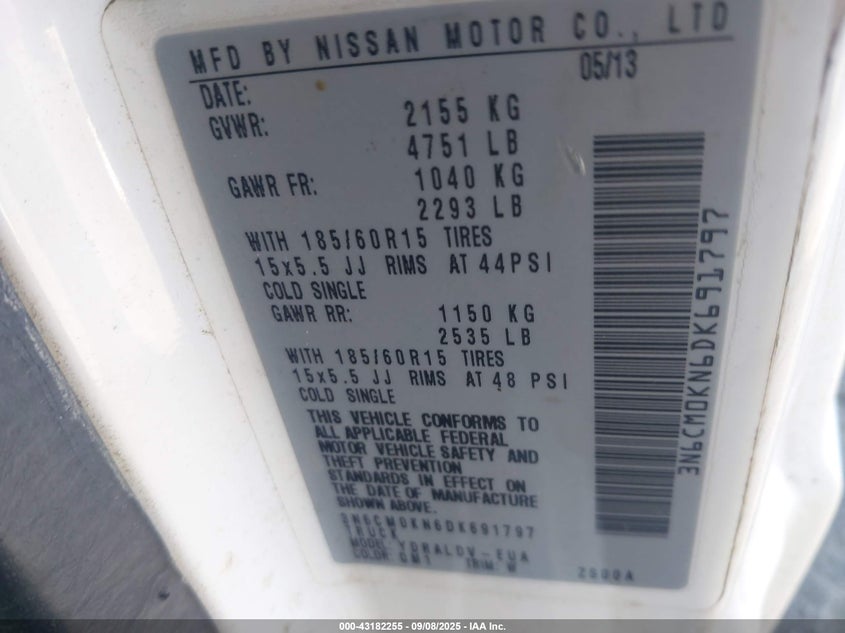 MFD BY NISSAN MOTOR CO., LTD
DATE: 05/13
GVWR: 2155 KG
4751 LB
GAWR FR: 1040 KG
2293 LB
WITH 185/60R15 TIRES
15x5.5 JJ RIMS AT 44PSI
COLD SINGLE
GAWR RR: 1150 KG
2535 LB
WITH 185/60R15 TIRES
15x5.5 JJ RIMS AT 48 PSI
COLD SINGLE
THIS VEHICLE CONFORMS TO
ALL APPLICABLE FEDERAL
MOTOR VEHICLE SAFETY AND
THEFT PREVENTION
STANDARDS IN EFFECT ON
THE DATE OF MANUFACTURE
SHOWN ABOVE.
3N6CM0KN6DK691797
TRUCK
MODEL:
COLOR: QM1 TRIM: W
3N6CM0KN6DK691797
000-43182255 - 09/08/2025 - IAA Inc.